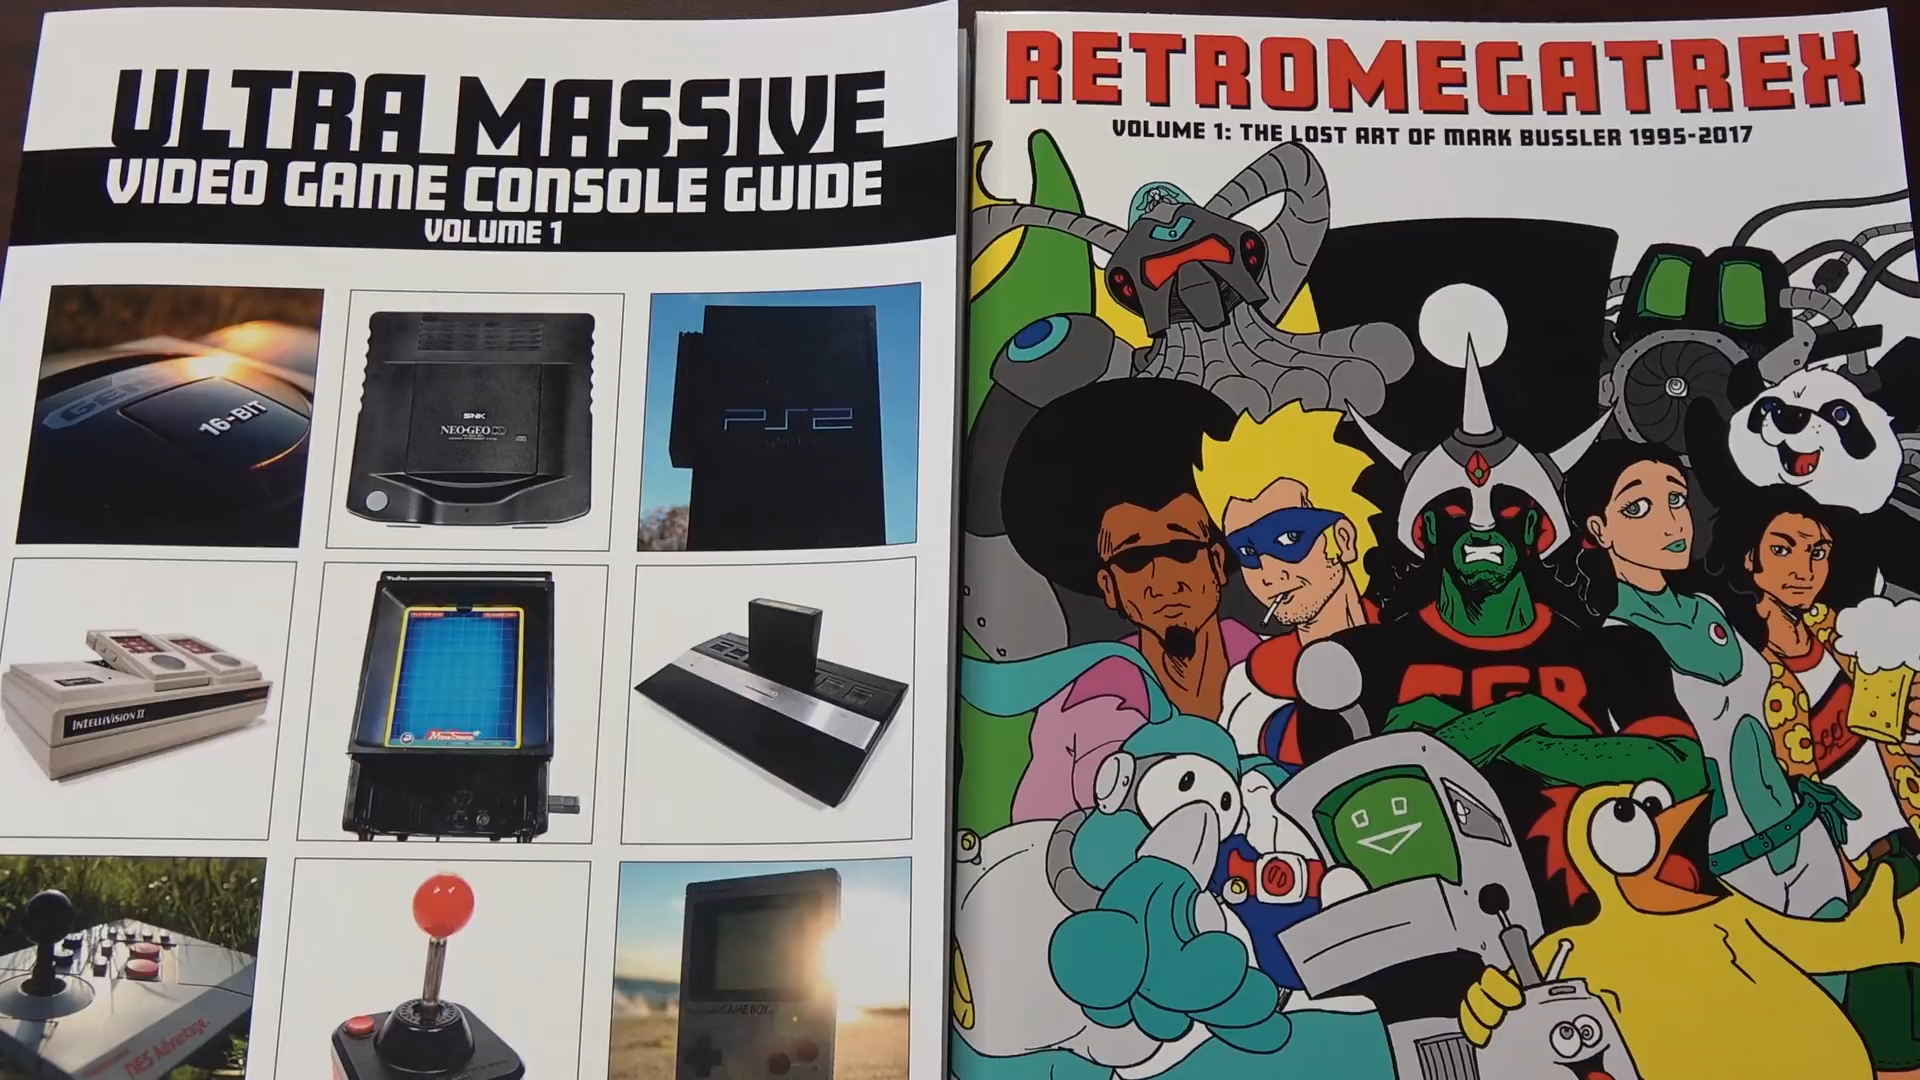 ULTRA MASSIVE
VIDEO GAME CONSOLE GUIDE
VOLUME 1
16-BIT
SNK
NEO·GEO CD
PS2
INTELLIVISION II
MineStorm
NES Advantage
GAME BOY
RETROMEGATREX
VOLUME 1: THE LOST ART OF MARK BUSSLER 1995-2017